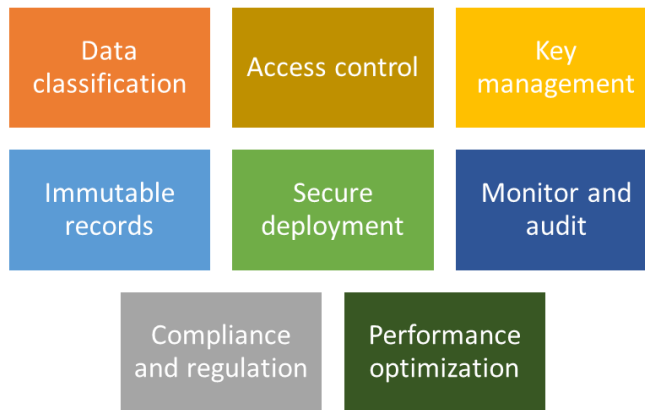 Data
classification
Access control
Key
management
Immutable
records
Secure
deployment
Monitor and
audit
Compliance
and regulation
Performance
optimization